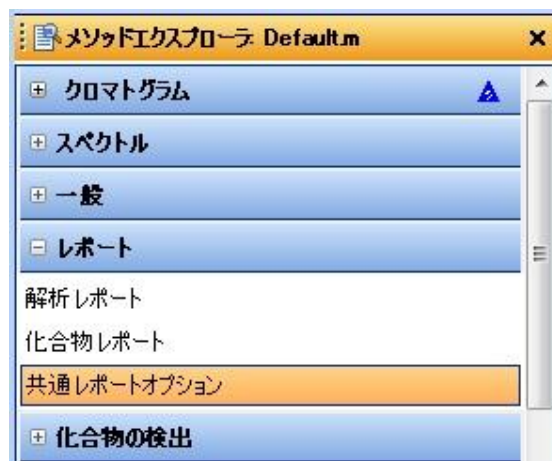 メソッドエクスプローラ: Default.m
クロマトグラム
スペクトル
一般
レポート
解析レポート
化合物レポート
共通レポートオプション
化合物の検出